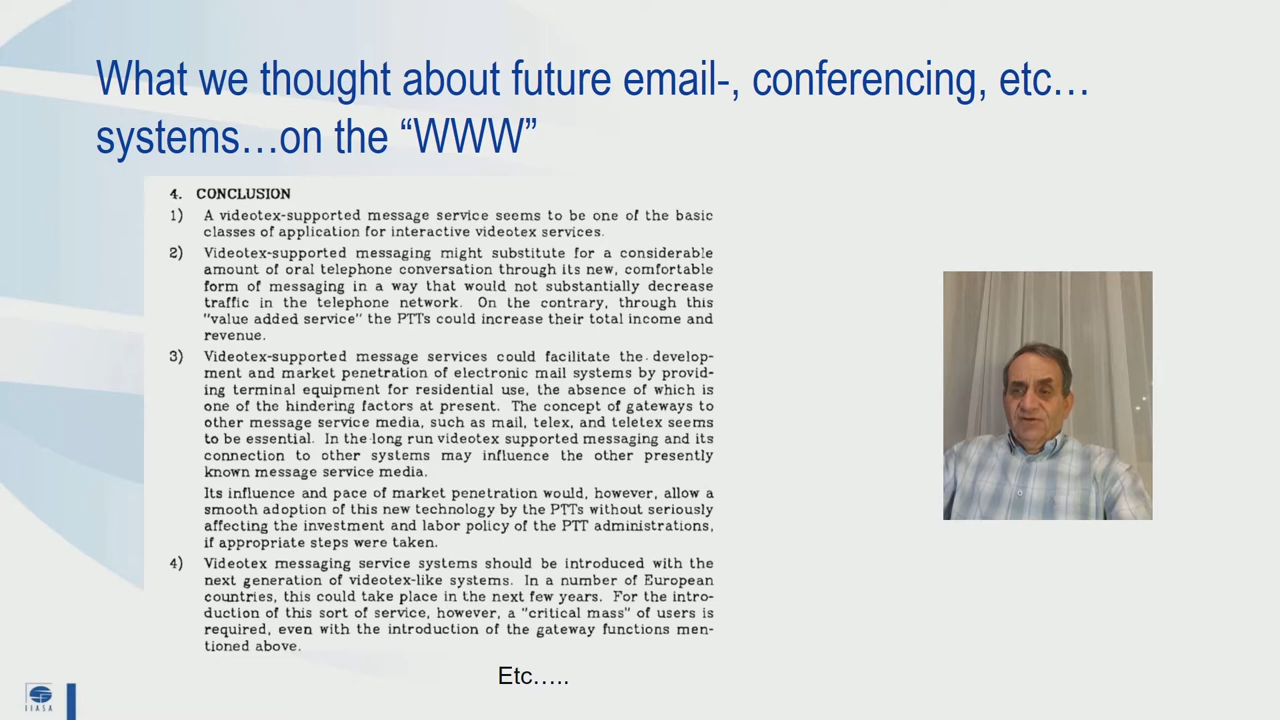 What we thought about future email-, conferencing, etc…
systems…on the “WWW”
4. CONCLUSION
1) A videotex-supported message service seems to be one of the basic
classes of application for interactive videotex services.
2) Videotex-supported messaging might substitute for a considerable
amount of oral telephone conversation through its new, comfortable
form of messaging in a way that would not substantially decrease
traffic in the telephone network. On the contrary, through this
"value added service" the PTTs could increase their total income and
revenue.
3) Videotex-supported message services could facilitate the develop-
ment and market penetration of electronic mail systems by provid-
ing terminal equipment for residential use, the absence of which is
one of the hindering factors at present. The concept of gateways to
other message service media, such as mail, telex, and teletex seems
to be essential. In the long run videotex supported messaging and its
connection to other systems may influence the other presently
known message service media.
Its influence and pace of market penetration would, however, allow a
smooth adoption of this new technology by the PTTs without seriously
affecting the investment and labor policy of the PTT administrations,
if appropriate steps were taken.
4) Videotex messaging service systems should be introduced with the
next generation of videotex-like systems. In a number of European
countries, this could take place in the next few years. For the intro-
duction of this sort of service, however, a "critical mass" of users is
required, even with the introduction of the gateway functions men-
tioned above.
Etc…..
IIASA